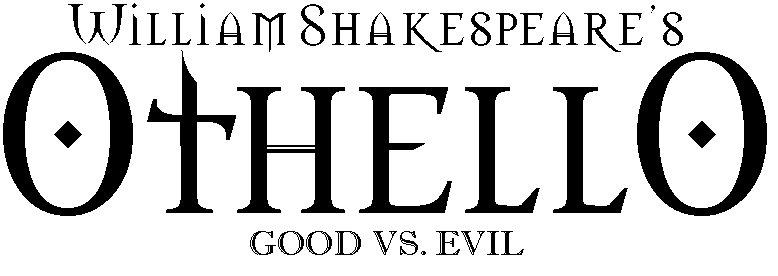 William Shakespeare's
Othello
GOOD VS. EVIL